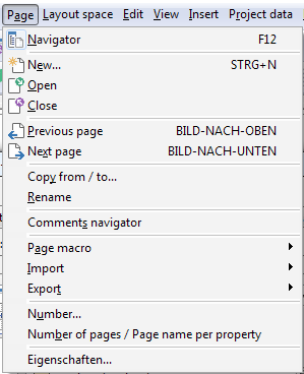 Page Layout space Edit View Insert Project data
Navigator F12
New... STRG+N
Open
Close
Previous page BILD-NACH-OBEN
Next page BILD-NACH-UNTEN
Copy from / to...
Rename
Comments navigator
Page macro
Import
Export
Number...
Number of pages / Page name per property
Eigenschaften...